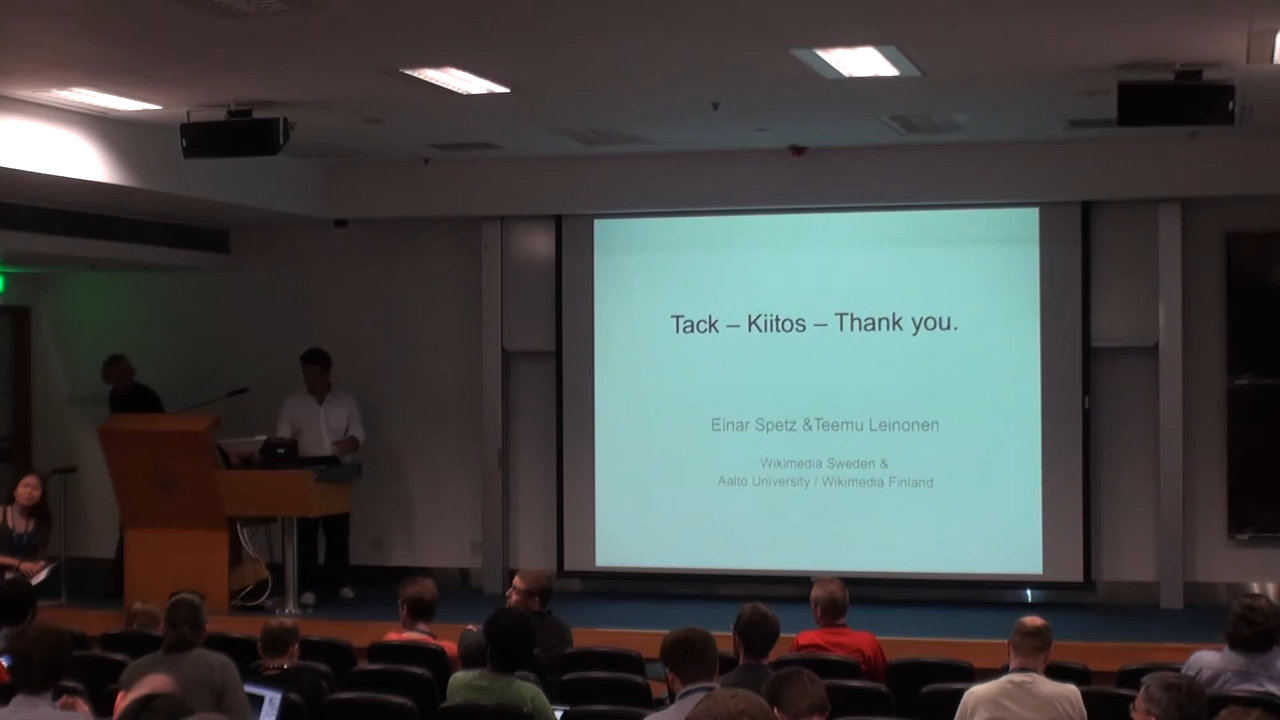 Tack – Kiitos – Thank you.
Einar Spetz &Teemu Leinonen
Wikimedia Sweden &
Aalto University / Wikimedia Finland